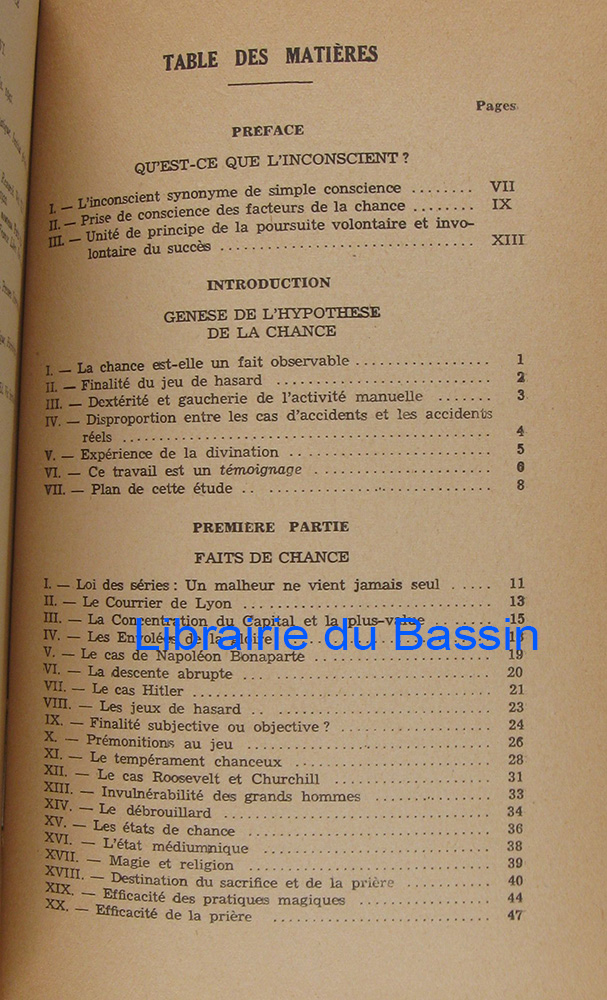 TABLE DES MATIÈRES
Pages
PRÉFACE
QU'EST-CE QUE L'INCONSCIENT ?
I. — L'inconscient synonyme de simple conscience ........ VII
II. — Prise de conscience des facteurs de la chance ........ IX
III. — Unité de principe de la poursuite volontaire et invo-
lontaire du succès ........ XIII
INTRODUCTION
GENESE DE L'HYPOTHESE
DE LA CHANCE
I. — La chance est-elle un fait observable ........ 1
II. — Finalité du jeu de hasard ........ 2
III. — Dextérité et gaucherie de l'activité manuelle ........ 3
IV. — Disproportion entre les cas d'accidents et les accidents
réels ........ 4
V. — Expérience de la divination ........ 5
VI. — Ce travail est un témoignage ........ 6
VII. — Plan de cette étude ........ 8
PREMIÈRE PARTIE
FAITS DE CHANCE
I. — Loi des séries : Un malheur ne vient jamais seul ..... 11
II. — Le Courrier de Lyon ........ 13
III. — La Concentration du Capital et la plus-value ........ 15
IV. — Les Envolées de la Gloire ........
Librairie du Bassin
V. — Le cas de Napoléon Bonaparte ........ 19
VI. — La descente abrupte ........ 20
VII. — Le cas Hitler ........ 21
VIII. — Les jeux de hasard ........ 23
IX. — Finalité subjective ou objective ? ........ 24
X. — Prémonitions au jeu ........ 26
XI. — Le tempérament chanceux ........ 28
XII. — Le cas Roosevelt et Churchill ........ 31
XIII. — Invulnérabilité des grands hommes ........ 33
XIV. — Le débrouillard ........ 34
XV. — Les états de chance ........ 36
XVI. — L'état médiumnique ........ 38
XVII. — Magie et religion ........ 39
XVIII. — Destination du sacrifice et de la prière ........ 40
XIX. — Efficacité des pratiques magiques ........ 44
XX. — Efficacité de la prière ........ 47